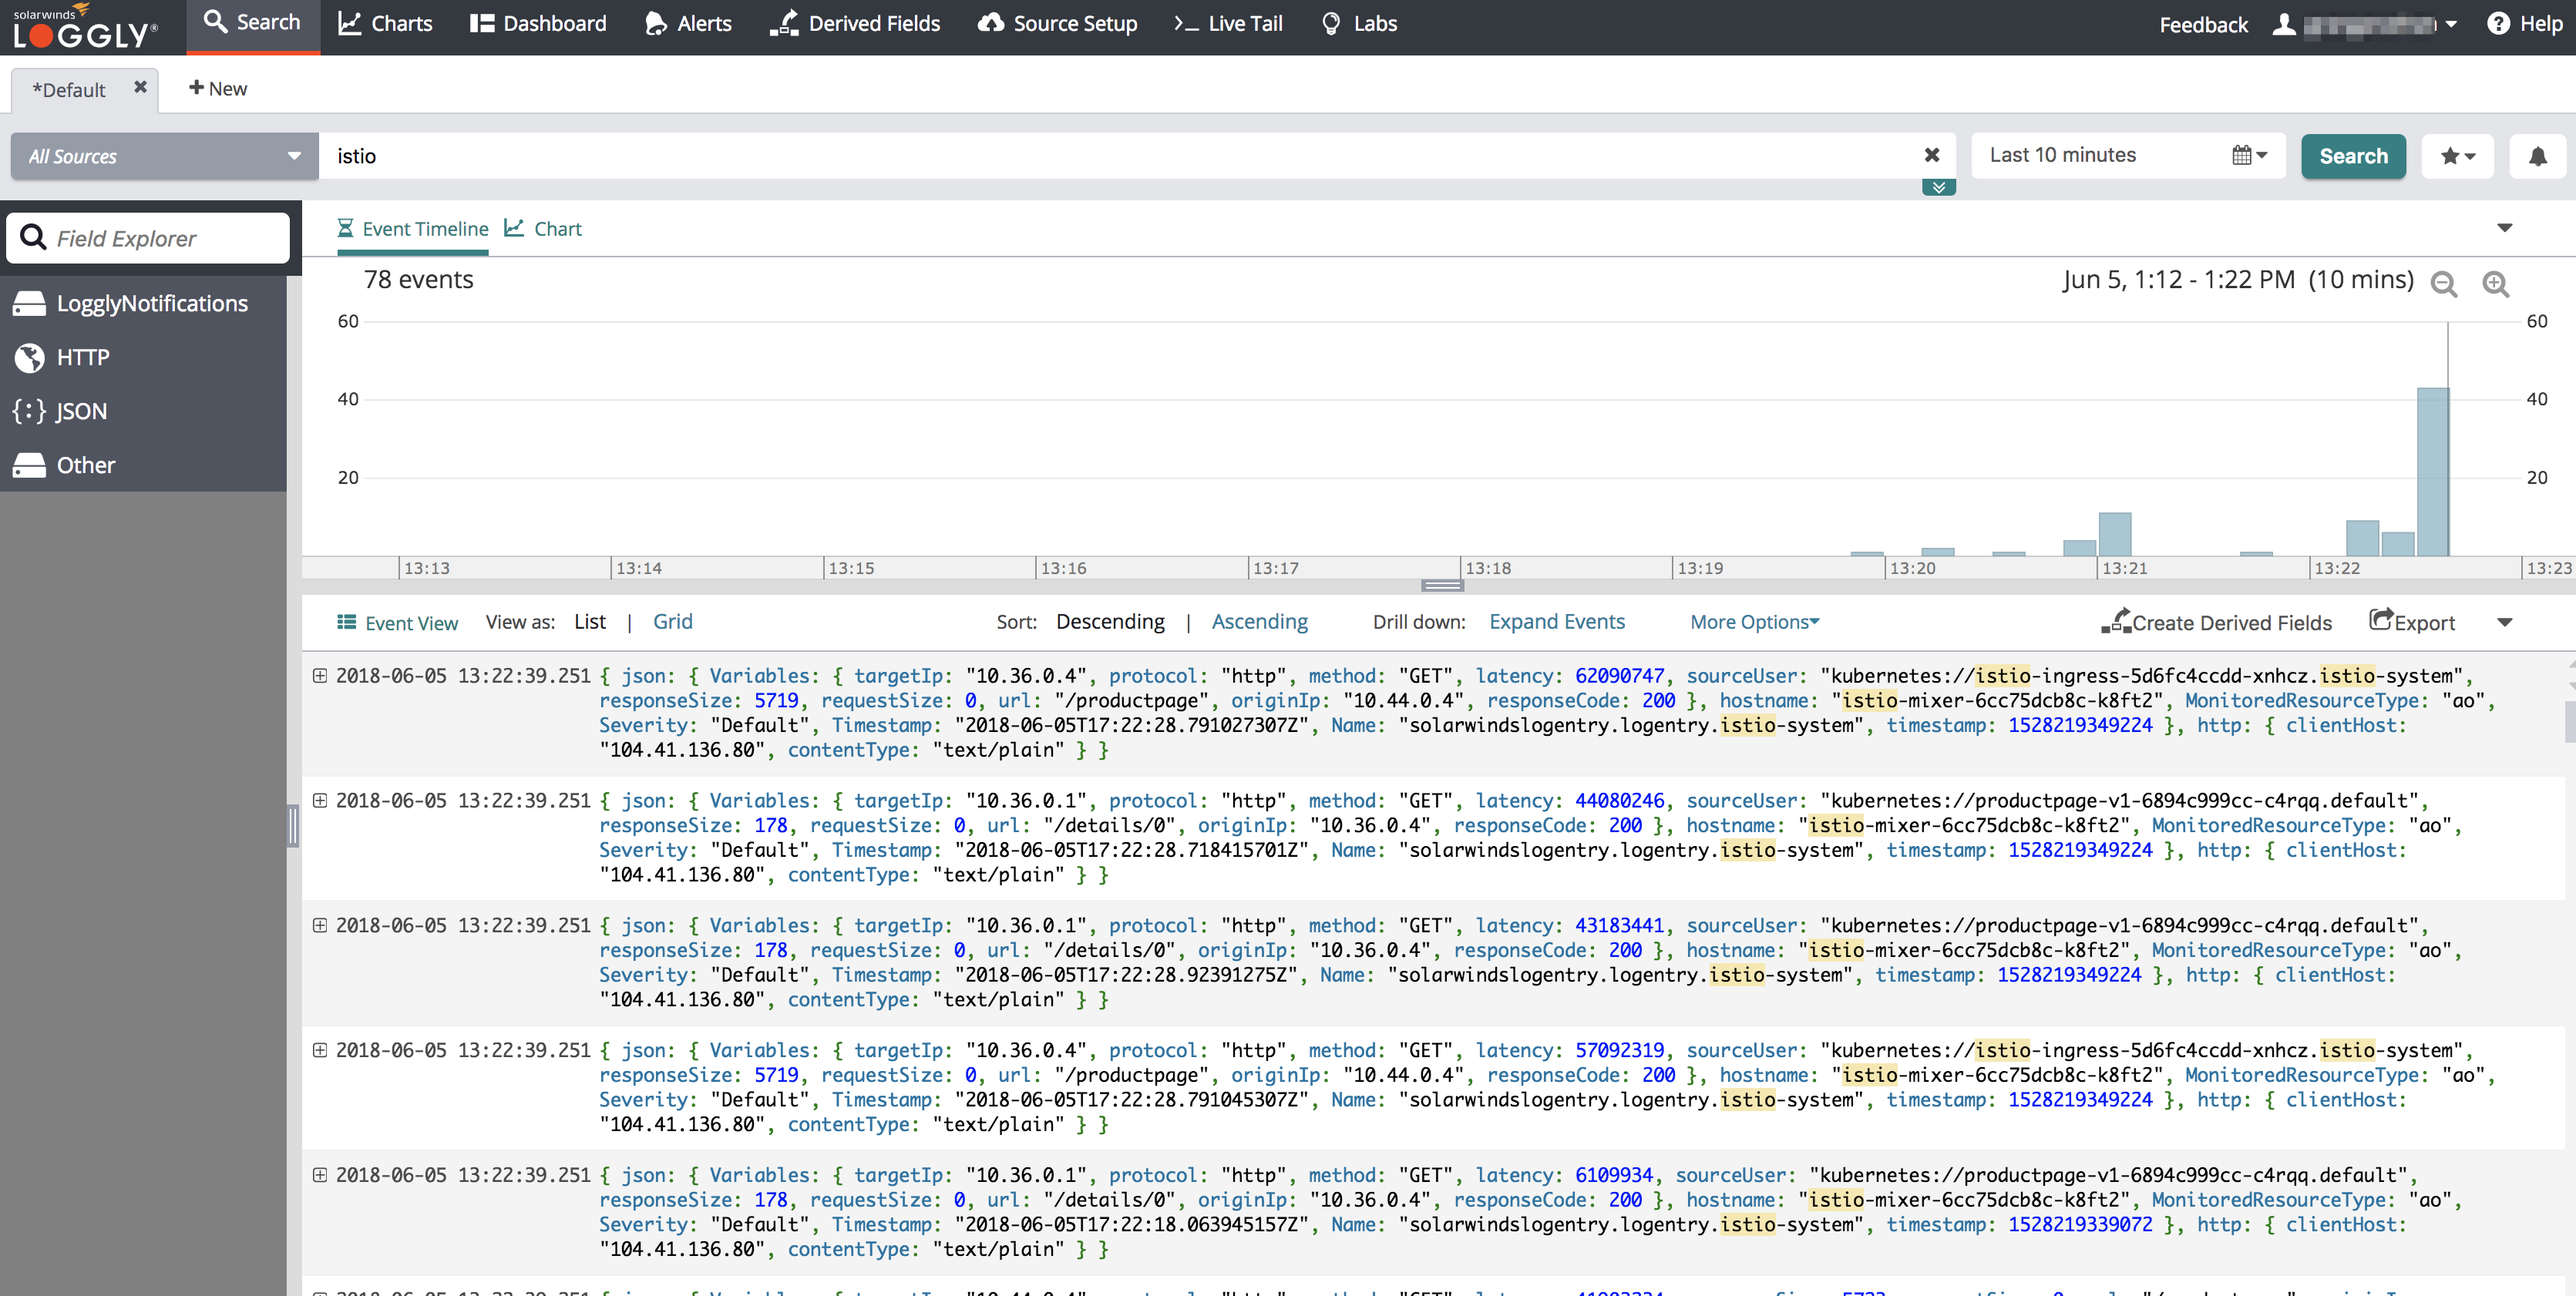 solarwinds
LOGGLY®
Search
Charts
Dashboard
Alerts
Derived Fields
Source Setup
Live Tail
Labs
Feedback
Help
*Default
New
All Sources
istio
Last 10 minutes
Search
Field Explorer
LogglyNotifications
HTTP
JSON
Other
Event Timeline Chart
78 events
Jun 5, 1:12 - 1:22 PM (10 mins)
60 60
40 40
20 20
13:13 13:14 13:15 13:16 13:17 13:18 13:19 13:20 13:21 13:22 13:23
Event View View as: List | Grid Sort: Descending | Ascending Drill down: Expand Events More Options Create Derived Fields Export
2018-06-05 13:22:39.251 { json: { Variables: { targetIp: "10.36.0.4", protocol: "http", method: "GET", latency: 62090747, sourceUser: "kubernetes://istio-ingress-5d6fc4ccdd-xnhcz.istio-system",
responseSize: 5719, requestSize: 0, url: "/productpage", originIp: "10.44.0.4", responseCode: 200 }, hostname: "istio-mixer-6cc75dcb8c-k8ft2", MonitoredResourceType: "ao",
Severity: "Default", Timestamp: "2018-06-05T17:22:28.791027307Z", Name: "solarwindslogentry.logentry.istio-system", timestamp: 1528219349224 }, http: { clientHost:
"104.41.136.80", contentType: "text/plain" } }
2018-06-05 13:22:39.251 { json: { Variables: { targetIp: "10.36.0.1", protocol: "http", method: "GET", latency: 44080246, sourceUser: "kubernetes://productpage-v1-6894c999cc-c4rqq.default",
responseSize: 178, requestSize: 0, url: "/details/0", originIp: "10.36.0.4", responseCode: 200 }, hostname: "istio-mixer-6cc75dcb8c-k8ft2", MonitoredResourceType: "ao",
Severity: "Default", Timestamp: "2018-06-05T17:22:28.718415701Z", Name: "solarwindslogentry.logentry.istio-system", timestamp: 1528219349224 }, http: { clientHost:
"104.41.136.80", contentType: "text/plain" } }
2018-06-05 13:22:39.251 { json: { Variables: { targetIp: "10.36.0.1", protocol: "http", method: "GET", latency: 43183441, sourceUser: "kubernetes://productpage-v1-6894c999cc-c4rqq.default",
responseSize: 178, requestSize: 0, url: "/details/0", originIp: "10.36.0.4", responseCode: 200 }, hostname: "istio-mixer-6cc75dcb8c-k8ft2", MonitoredResourceType: "ao",
Severity: "Default", Timestamp: "2018-06-05T17:22:28.92391275Z", Name: "solarwindslogentry.logentry.istio-system", timestamp: 1528219349224 }, http: { clientHost:
"104.41.136.80", contentType: "text/plain" } }
2018-06-05 13:22:39.251 { json: { Variables: { targetIp: "10.36.0.4", protocol: "http", method: "GET", latency: 57092319, sourceUser: "kubernetes://istio-ingress-5d6fc4ccdd-xnhcz.istio-system",
responseSize: 5719, requestSize: 0, url: "/productpage", originIp: "10.44.0.4", responseCode: 200 }, hostname: "istio-mixer-6cc75dcb8c-k8ft2", MonitoredResourceType: "ao",
Severity: "Default", Timestamp: "2018-06-05T17:22:28.791045307Z", Name: "solarwindslogentry.logentry.istio-system", timestamp: 1528219349224 }, http: { clientHost:
"104.41.136.80", contentType: "text/plain" } }
2018-06-05 13:22:39.251 { json: { Variables: { targetIp: "10.36.0.1", protocol: "http", method: "GET", latency: 6109934, sourceUser: "kubernetes://productpage-v1-6894c999cc-c4rqq.default",
responseSize: 178, requestSize: 0, url: "/details/0", originIp: "10.36.0.4", responseCode: 200 }, hostname: "istio-mixer-6cc75dcb8c-k8ft2", MonitoredResourceType: "ao",
Severity: "Default", Timestamp: "2018-06-05T17:22:18.063945157Z", Name: "solarwindslogentry.logentry.istio-system", timestamp: 1528219339072 }, http: { clientHost:
"104.41.136.80", contentType: "text/plain" } }